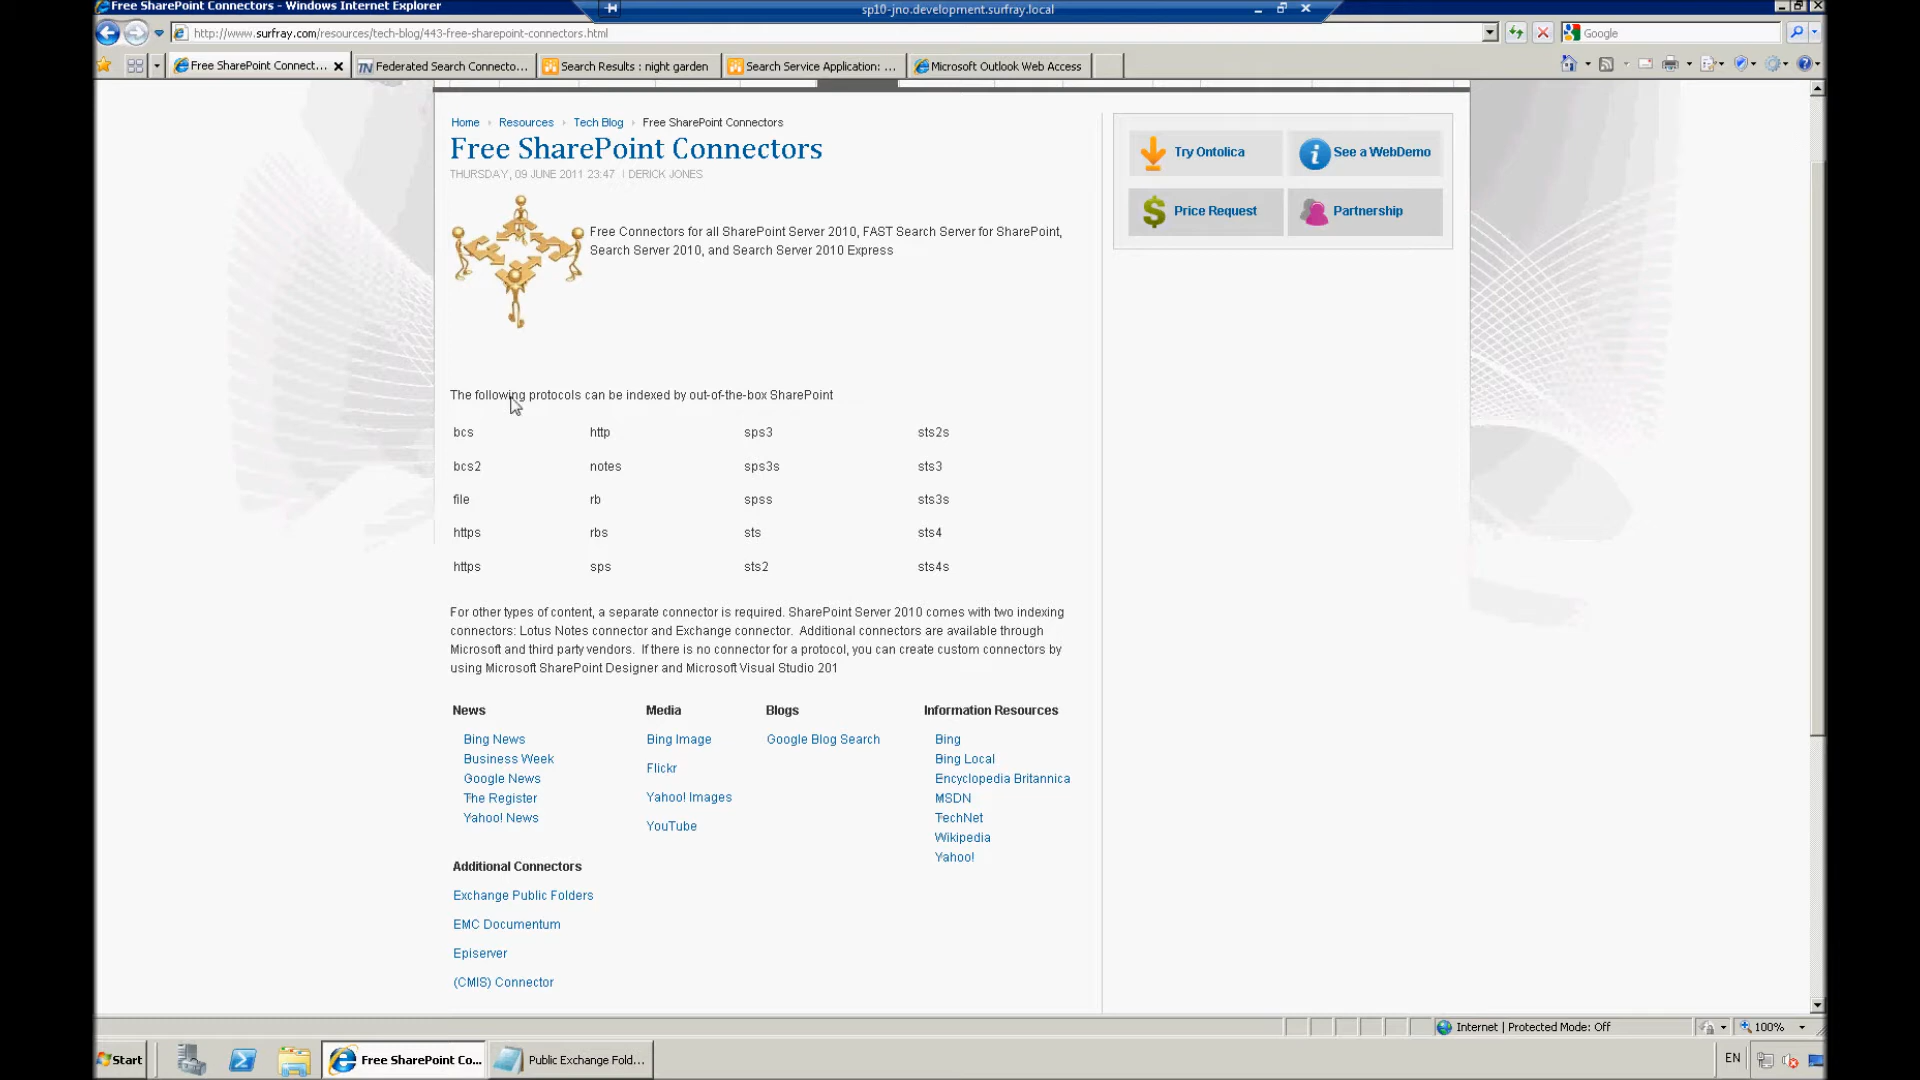 Free SharePoint Connectors - Windows Internet Explorer
sp10-jno.development.surfray.local
http://www.surfray.com/resources/tech-blog/443-free-sharepoint-connectors.html
Google
Free SharePoint Connect...
Federated Search Connecto...
Search Results : night garden
Search Service Application: ...
Microsoft Outlook Web Access
Home Resources Tech Blog Free SharePoint Connectors
Free SharePoint Connectors
THURSDAY, 09 JUNE 2011 23:47 | DERICK JONES
Free Connectors for all SharePoint Server 2010, FAST Search Server for SharePoint,
Search Server 2010, and Search Server 2010 Express
Try Ontolica
See a WebDemo
Price Request
Partnership
The following protocols can be indexed by out-of-the-box SharePoint
bcs http sps3 sts2s
bcs2 notes sps3s sts3
file rb spss sts3s
https rbs sts sts4
https sps sts2 sts4s
For other types of content, a separate connector is required. SharePoint Server 2010 comes with two indexing
connectors: Lotus Notes connector and Exchange connector. Additional connectors are available through
Microsoft and third party vendors. If there is no connector for a protocol, you can create custom connectors by
using Microsoft SharePoint Designer and Microsoft Visual Studio 201
News
Bing News
Business Week
Google News
The Register
Yahoo! News
Media
Bing Image
Flickr
Yahoo! Images
YouTube
Blogs
Google Blog Search
Information Resources
Bing
Bing Local
Encyclopedia Britannica
MSDN
TechNet
Wikipedia
Yahoo!
Additional Connectors
Exchange Public Folders
EMC Documentum
Episerver
(CMIS) Connector
Internet | Protected Mode: Off
100%
Start
Free SharePoint Co...
Public Exchange Fold...
EN